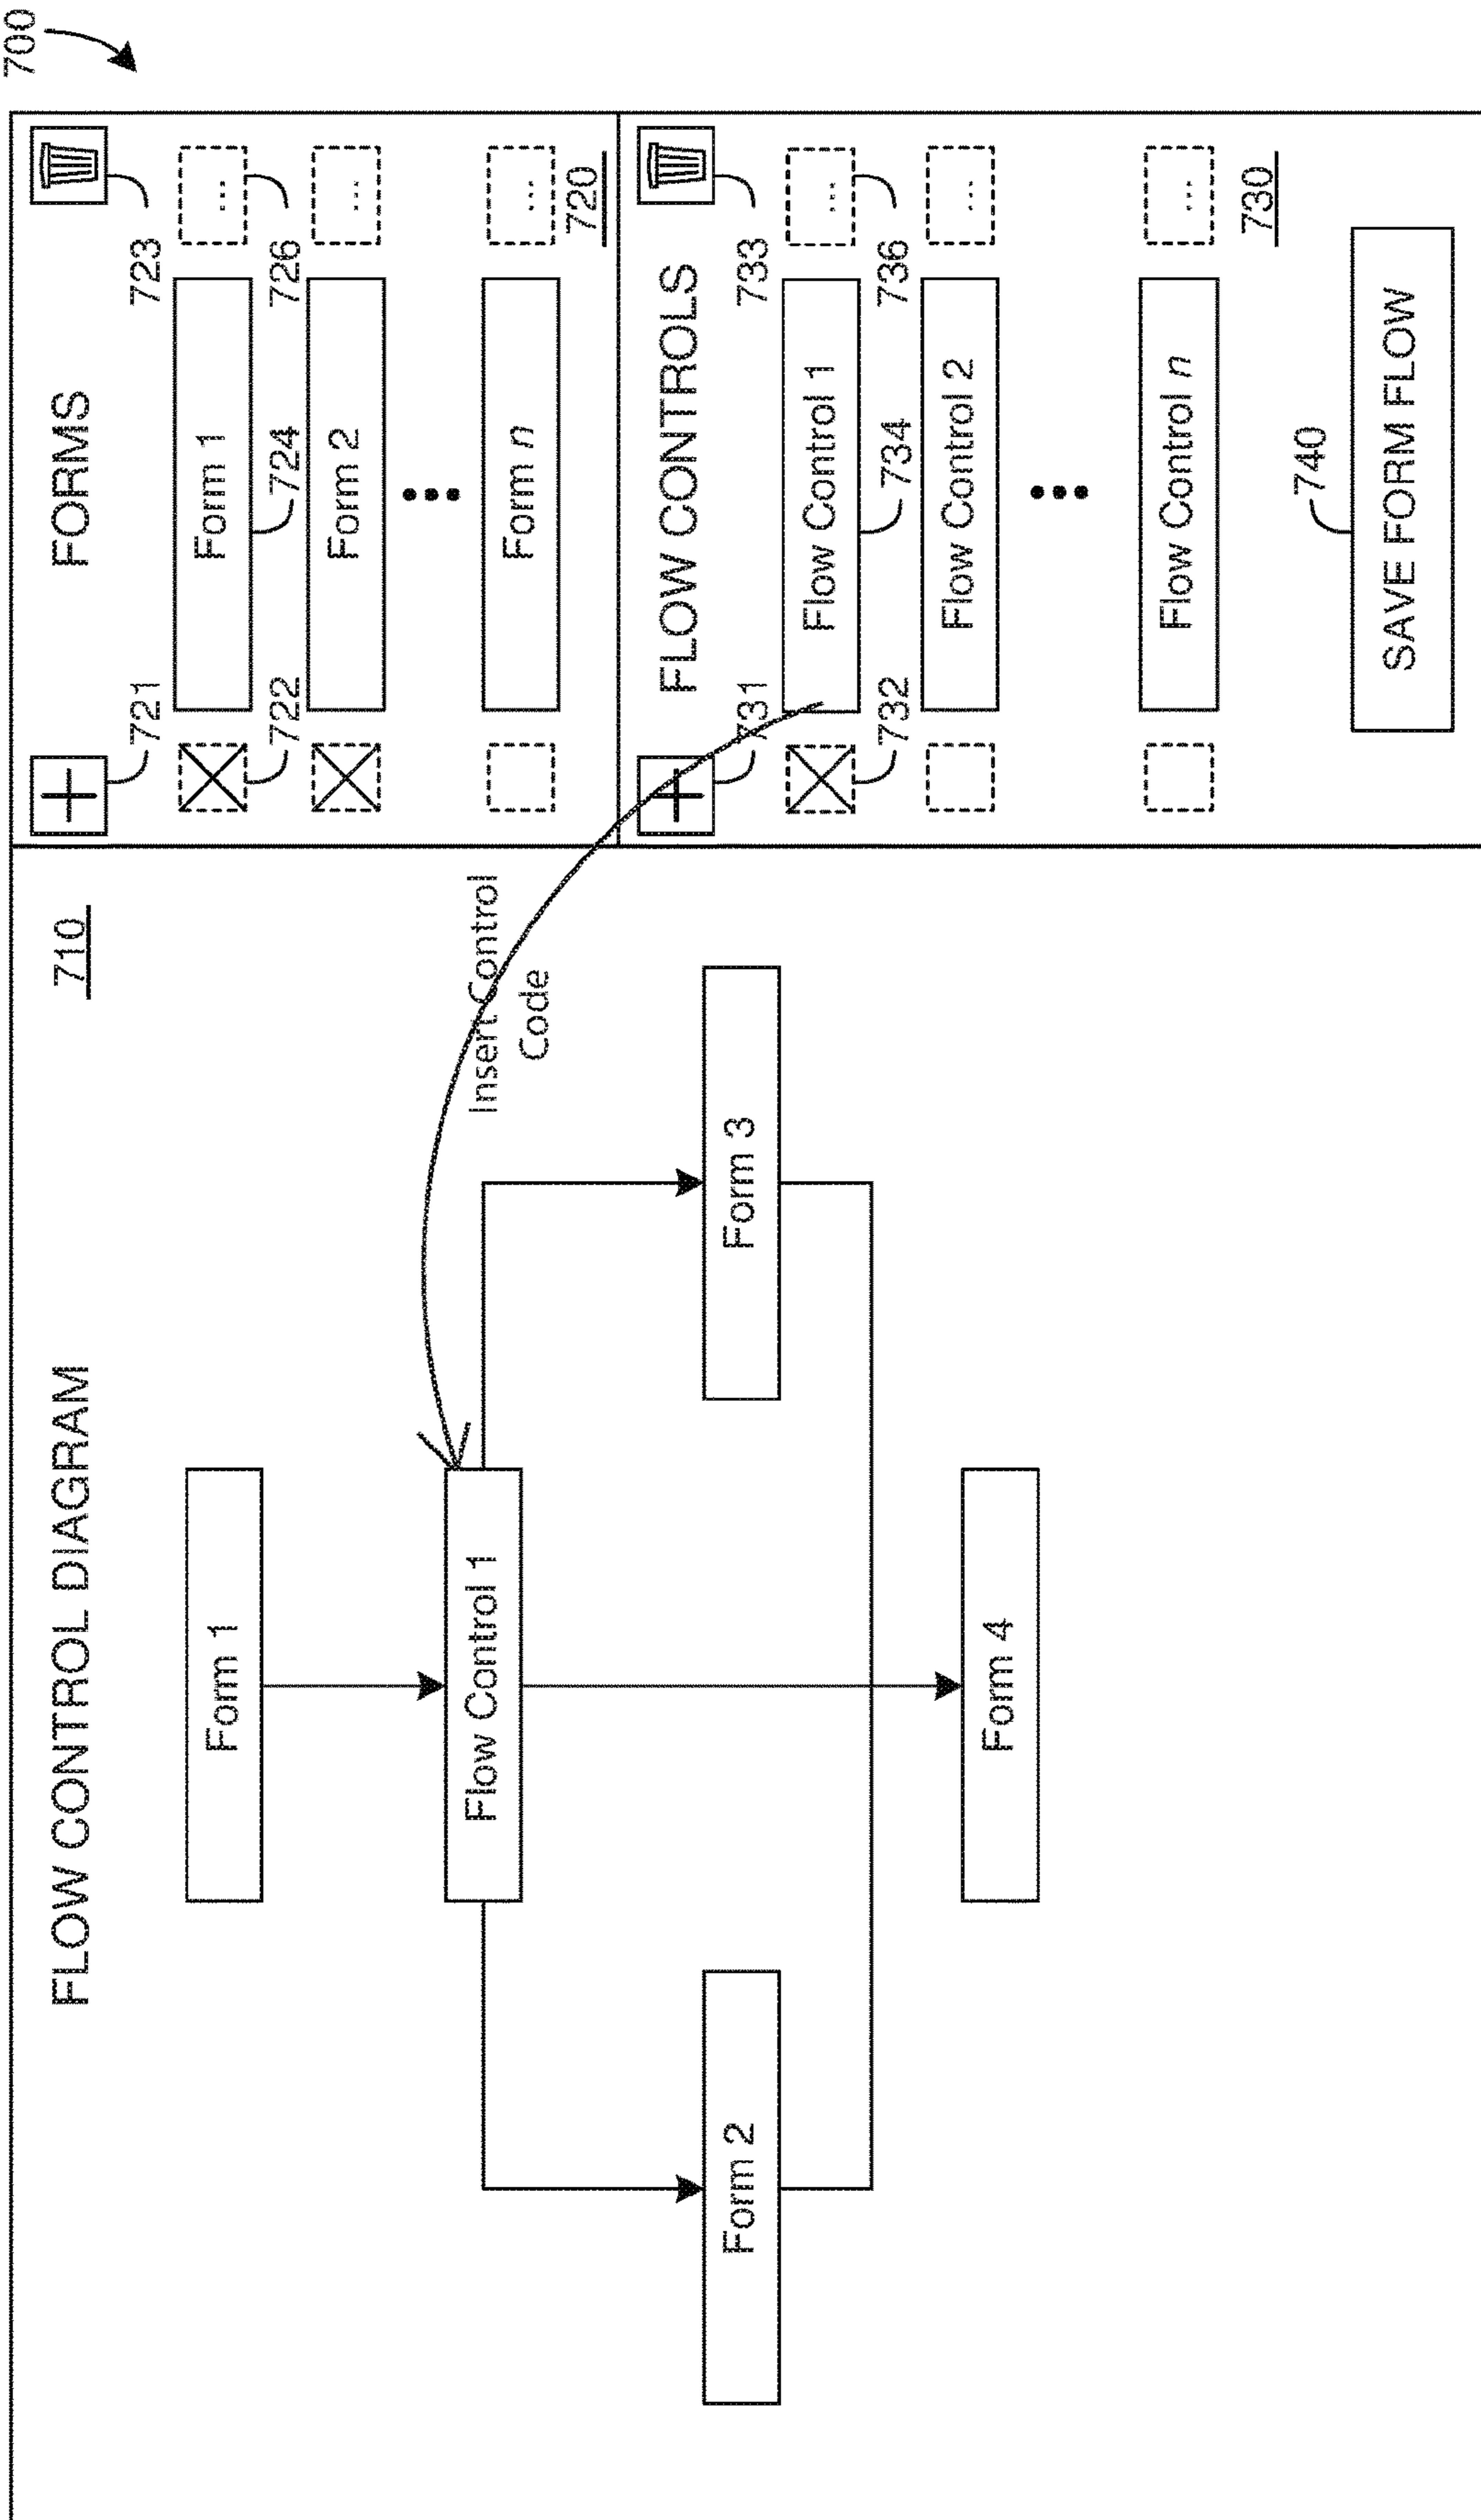 700
FLOW CONTROL DIAGRAM
710
Form 1
Flow Control 1
Insert Control
Code
Form 2
Form 3
Form 4
FORMS
721
723
Form 1
722
724
726
...
Form 2
...
Form n
...
720
FLOW CONTROLS
731
733
Flow Control 1
...
732
734
736
Flow Control 2
...
Flow Control n
...
730
740
SAVE FORM FLOW